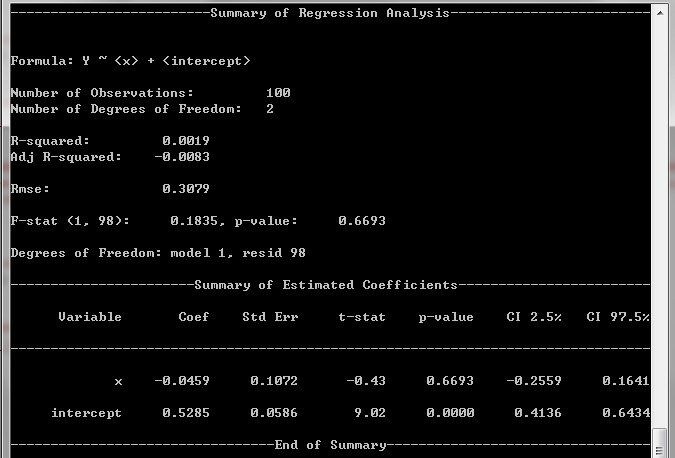 -------------------------Summary of Regression Analysis-------------------------
Formula: Y ~ <x> + <intercept>
Number of Observations:         100
Number of Degrees of Freedom:   2
R-squared:         0.0019
Adj R-squared:    -0.0083
Rmse:              0.3079
F-stat (1, 98):     0.1835, p-value:     0.6693
Degrees of Freedom: model 1, resid 98
-----------------------Summary of Estimated Coefficients------------------------
      Variable       Coef    Std Err     t-stat    p-value    CI 2.5%   CI 97.5%
--------------------------------------------------------------------------------
             x    -0.0459     0.1072      -0.43     0.6693    -0.2559     0.1641
     intercept     0.5285     0.0586       9.02     0.0000     0.4136     0.6434
---------------------------------End of Summary---------------------------------